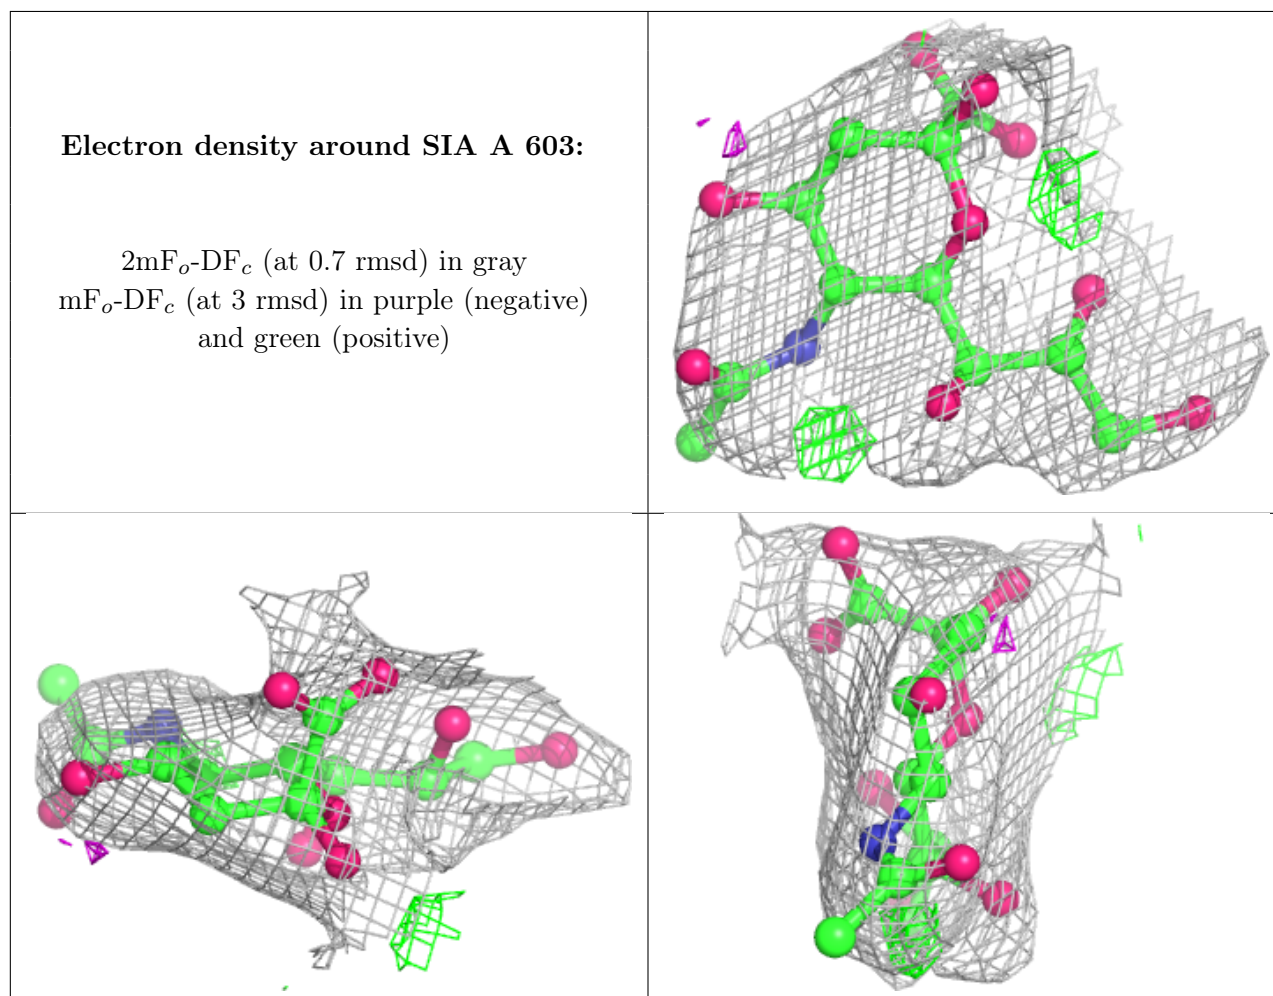 Electron density around SIA A 603:
2mFo-DFc (at 0.7 rmsd) in gray
mFo-DFc (at 3 rmsd) in purple (negative)
and green (positive)